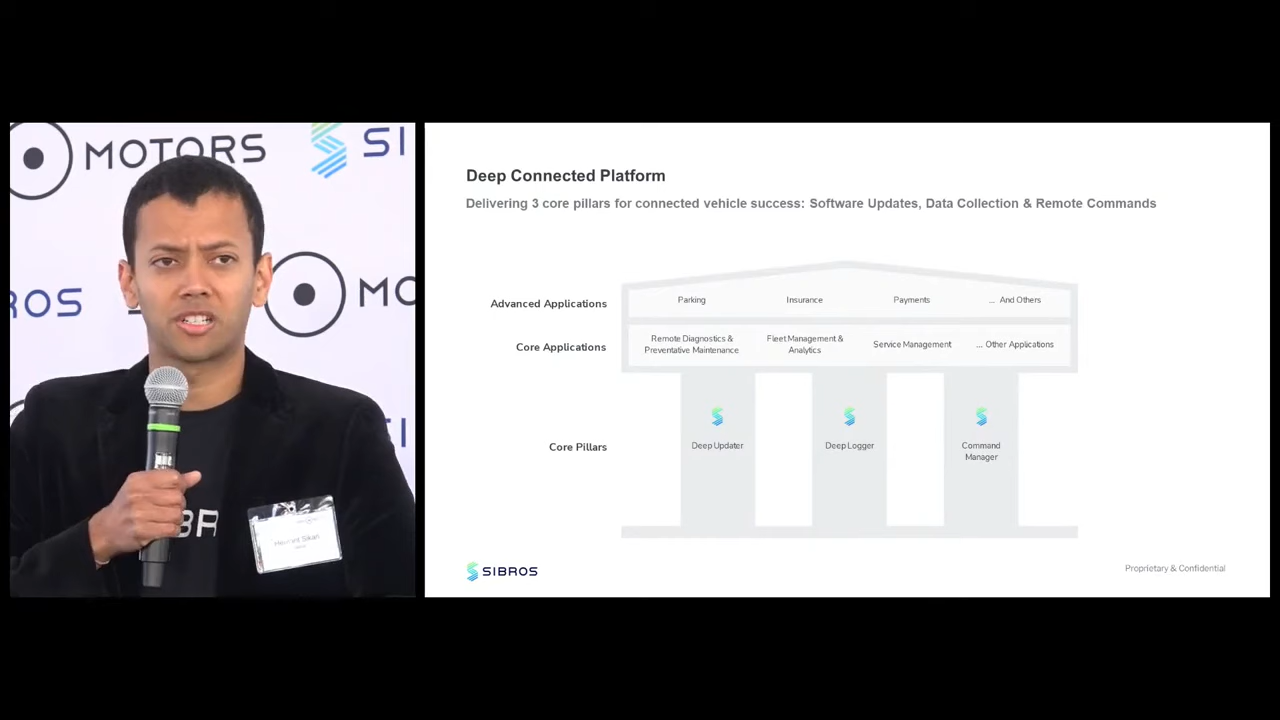 MOTORS
SI
ROS
MO
SI
BR
Sikari
Deep Connected Platform
Delivering 3 core pillars for connected vehicle success: Software Updates, Data Collection & Remote Commands
Advanced Applications
Parking
Insurance
Payments
... And Others
Core Applications
Remote Diagnostics &
Preventative Maintenance
Fleet Management &
Analytics
Service Management
... Other Applications
Core Pillars
Deep Updater
Deep Logger
Command
Manager
SIBROS
Proprietary & Confidential